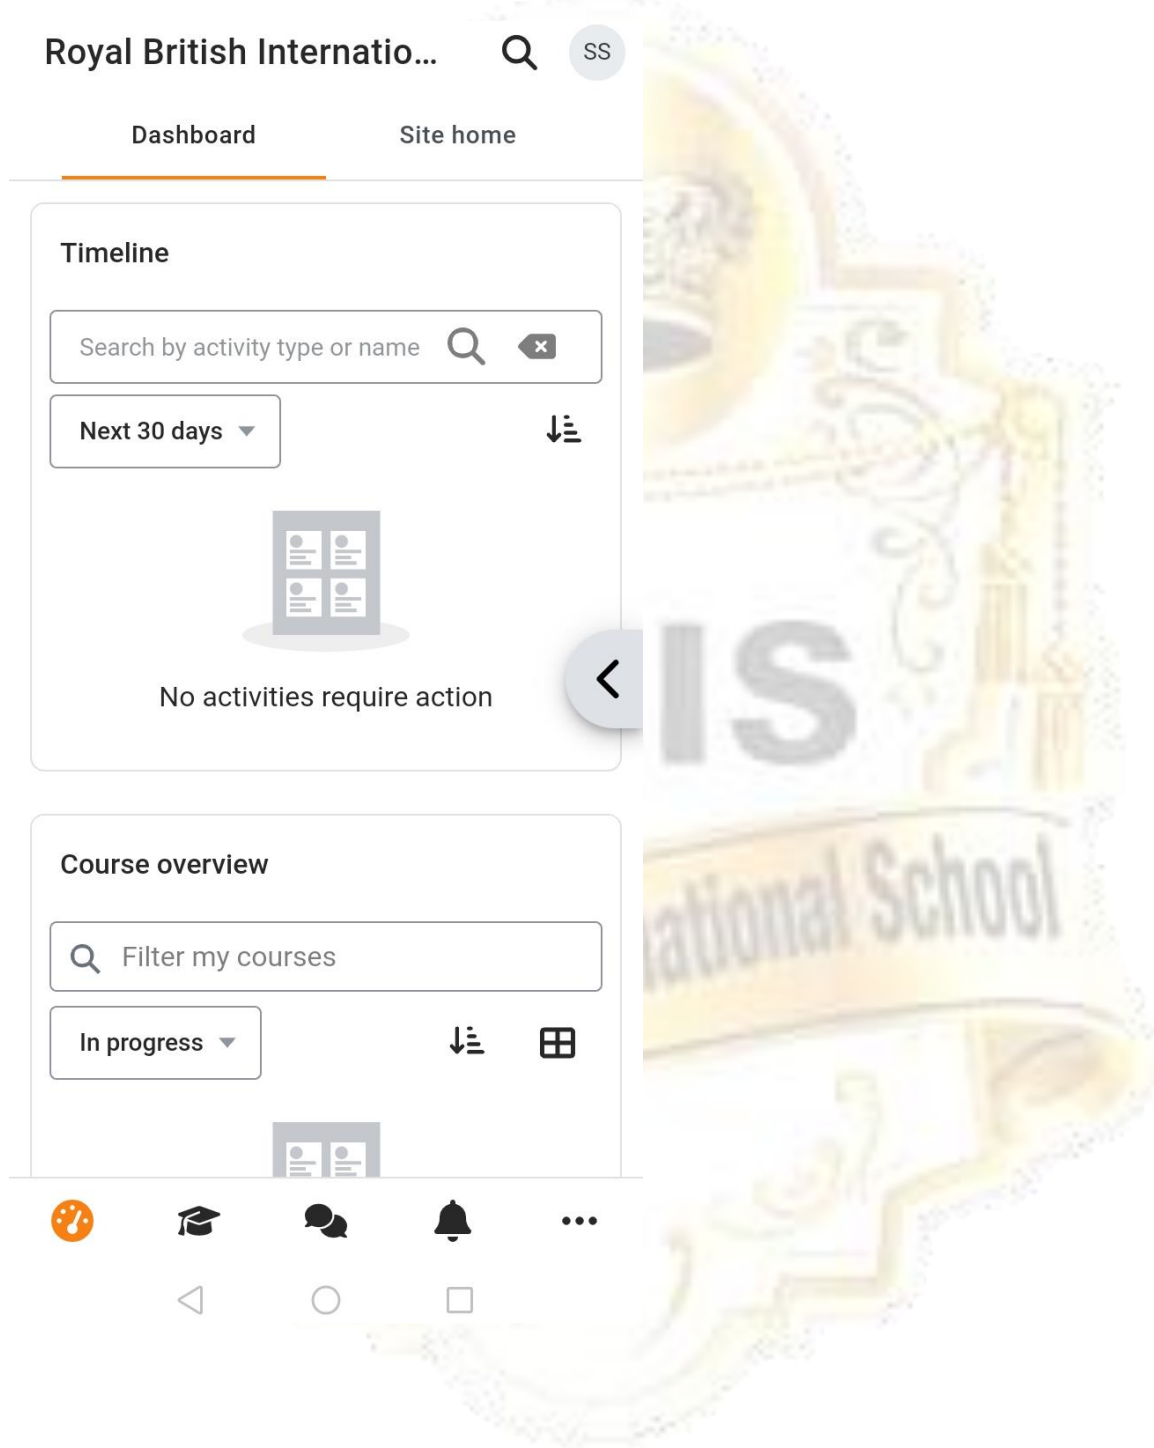 Royal British Internatio...
SS
Dashboard
Site home
Timeline
Search by activity type or name
Next 30 days
No activities require action
IS
national School
Course overview
Filter my courses
In progress